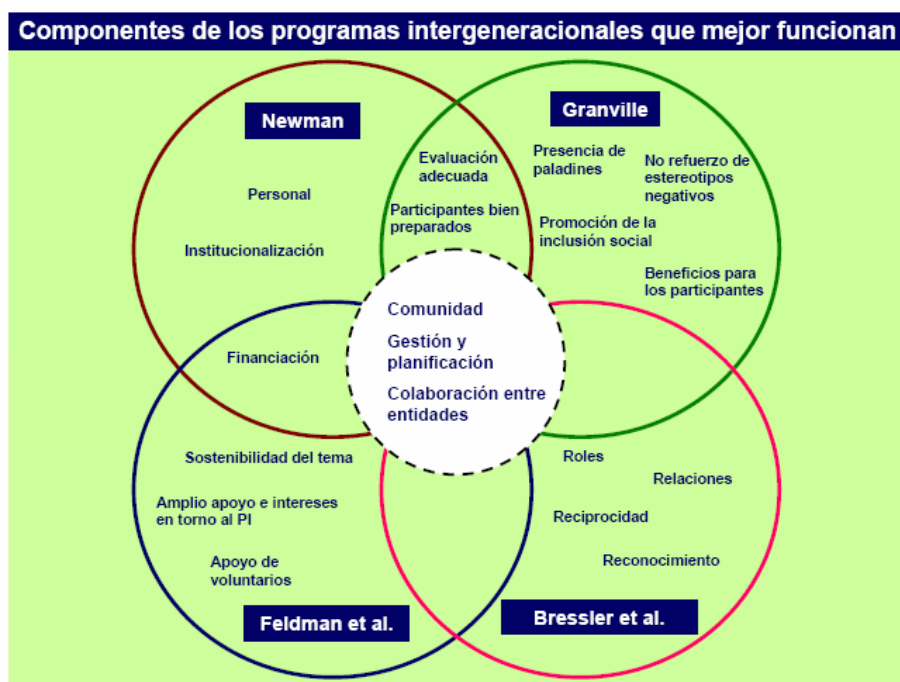 Componentes de los programas intergeneracionales que mejor funcionan
Newman
Personal
Institucionalización
Evaluación
adecuada
Participantes bien
preparados
Granville
Presencia de
paladines
No refuerzo de
estereotipos
negativos
Promoción de la
inclusión social
Beneficios para
los participantes
Comunidad
Gestión y
planificación
Colaboración entre
entidades
Financiación
Sostenibilidad del tema
Amplio apoyo e intereses
en torno al PI
Apoyo de
voluntarios
Feldman et al.
Roles
Relaciones
Reciprocidad
Reconocimiento
Bressler et al.